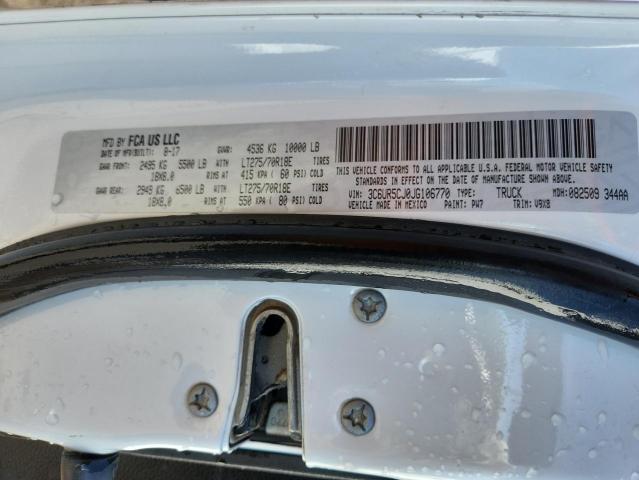 MFD BY FCA US LLC
DATE OF MFR(BUILT): 8-17 GVWR: 4536 KG 10000 LB
GAWR FRONT: 2495 KG 5500 LB LT275/70R18E TIRES
18X8.0 RIMS AT 415 KPA ( 60 PSI) COLD
GAWR REAR: 2949 KG 6500 LB LT275/70R18E TIRES
18X8.0 RIMS AT 550 KPA ( 80 PSI) COLD
THIS VEHICLE CONFORMS TO ALL APPLICABLE U.S.A. FEDERAL MOTOR VEHICLE SAFETY
STANDARDS IN EFFECT ON THE DATE OF MANUFACTURE SHOWN ABOVE.
VIN: 3C6UR5CJ0JG106770 TYPE: TRUCK MDH: 082509 344AA
VEHICLE MADE IN MEXICO PAINT: PW7 TRIM: V9X8